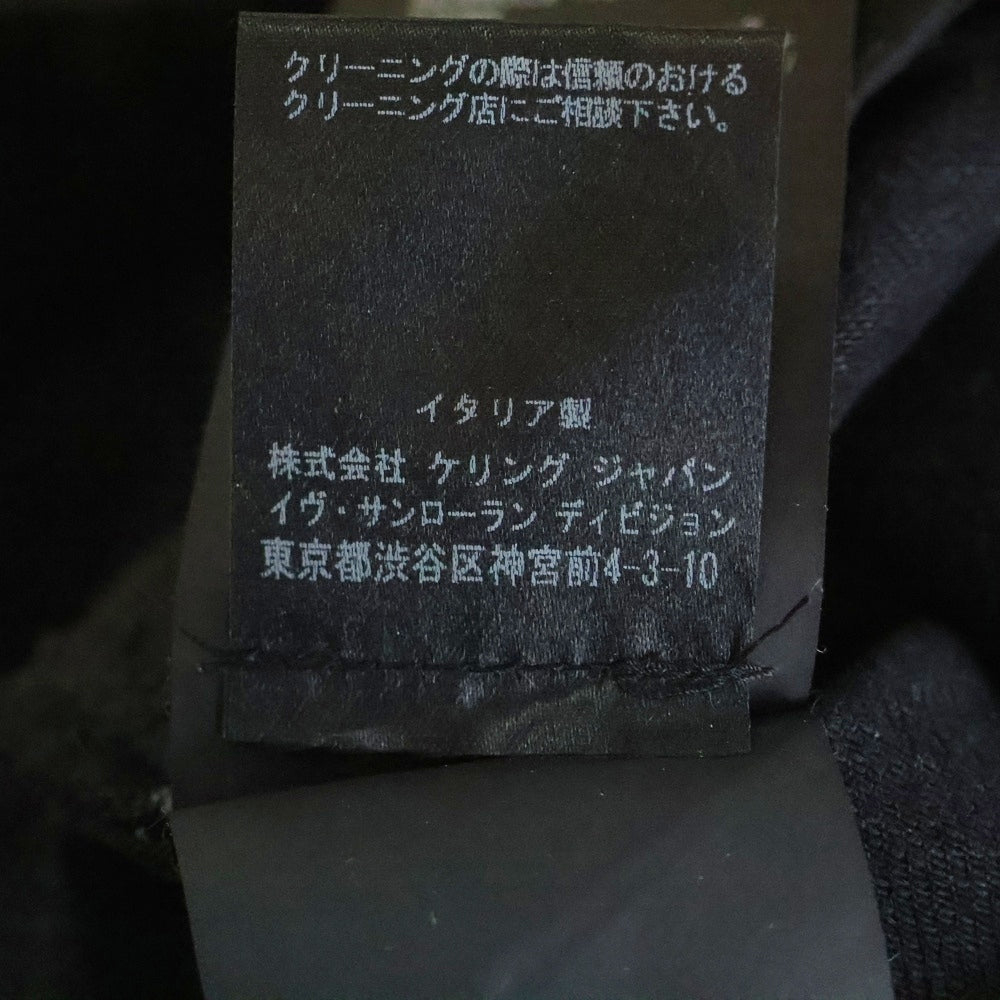 クリーニングの際は信頼のおける
クリーニング店にご相談下さい。
イタリア製
株式会社 ケリング ジャパン
イヴ・サンローラン ディビジョン
東京都渋谷区神宮前4-3-10